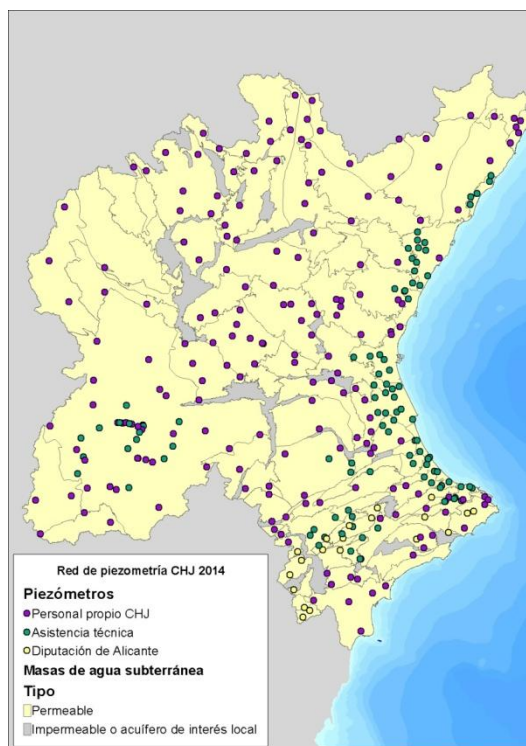 Red de piezometría CHJ 2014
Piezómetros
Personal propio CHJ
Asistencia técnica
Diputación de Alicante
Masas de agua subterránea
Tipo
Permeable
Impermeable o acuífero de interés local